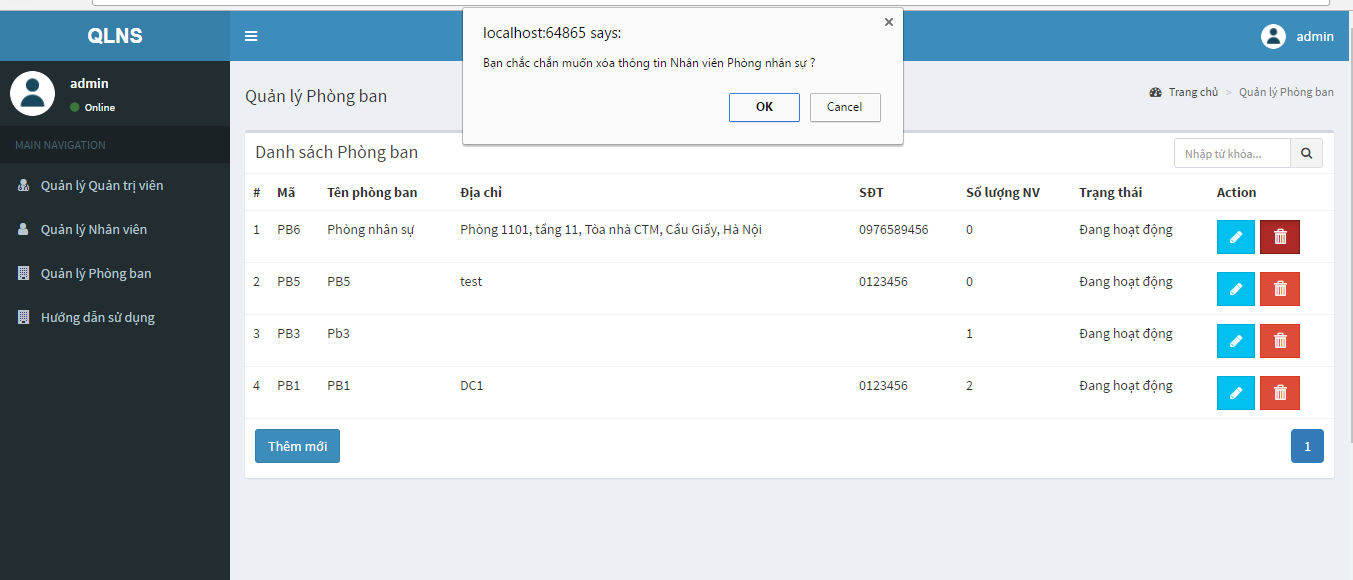 localhost:64865 says:
Bạn chắc chắn muốn xóa thông tin Nhân viên Phòng nhân sự ?
OK Cancel
QLNS
admin
admin
Online
MAIN NAVIGATION
Quản lý Quản trị viên
Quản lý Nhân viên
Quản lý Phòng ban
Hướng dẫn sử dụng
Quản lý Phòng ban
Trang chủ > Quản lý Phòng ban
Danh sách Phòng ban
Nhập từ khóa...
# Mã Tên phòng ban Địa chỉ SĐT Số lượng NV Trạng thái Action
1 PB6 Phòng nhân sự Phòng 1101, tầng 11, Tòa nhà CTM, Cầu Giấy, Hà Nội 0976589456 0 Đang hoạt động
2 PB5 PB5 test 0123456 0 Đang hoạt động
3 PB3 Pb3 1 Đang hoạt động
4 PB1 PB1 DC1 0123456 2 Đang hoạt động
Thêm mới
1